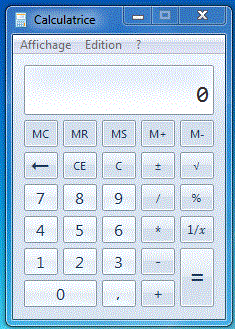 Calculatrice
Affichage Edition ?
0
MC MR MS M+ M-
← CE C ± √
7 8 9 / %
4 5 6 * 1/x
1 2 3 - =
0 , +